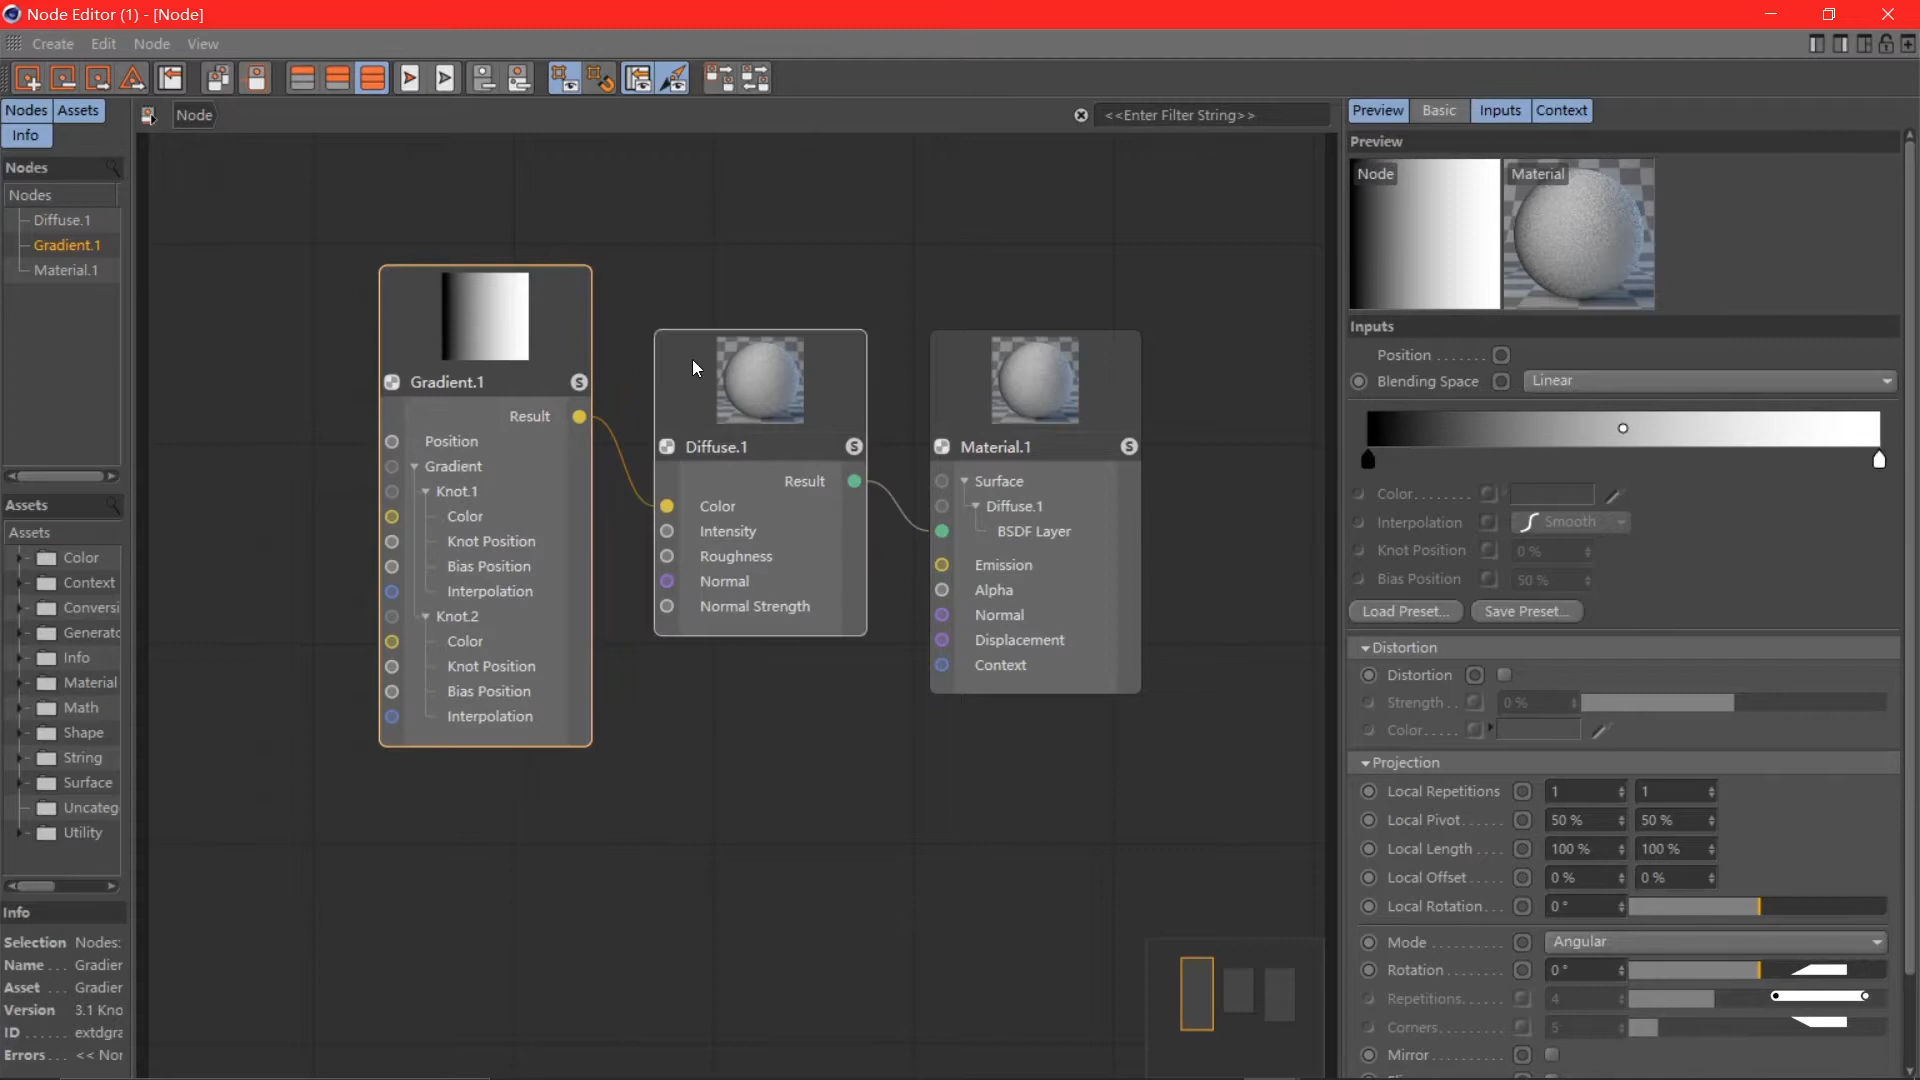 Node Editor (1) - [Node]
Create Edit Node View
Nodes Assets
Info
Node
<<Enter Filter String>>
Preview Basic Inputs Context
Nodes
Nodes
Diffuse.1
Gradient.1
Material.1
Assets
Assets
Color
Context
Conversi
Generato
Info
Material
Math
Shape
String
Surface
Uncateg
Utility
Info
Selection Nodes:
Name... Gradier
Asset... Gradier
Version 3.1 Kno
ID...... extdgra
Errors... << Nor
Gradient.1 S
Result
Position
Gradient
Knot.1
Color
Knot Position
Bias Position
Interpolation
Knot.2
Color
Knot Position
Bias Position
Interpolation
Diffuse.1 S
Result
Color
Intensity
Roughness
Normal
Normal Strength
Material.1 S
Surface
Diffuse.1
BSDF Layer
Emission
Alpha
Normal
Displacement
Context
Preview
Node Material
Inputs
Position.......
Blending Space Linear
Color........
Interpolation Smooth
Knot Position 0 %
Bias Position 50 %
Load Preset... Save Preset...
Distortion
Distortion
Strength.. 0 %
Color.....
Projection
Local Repetitions 1 1
Local Pivot...... 50 % 50 %
Local Length.... 100 % 100 %
Local Offset..... 0 % 0 %
Local Rotation... 0 °
Mode.......... Angular
Rotation........ 0 °
Repetitions...... 4
Corners......... 5
Mirror..........